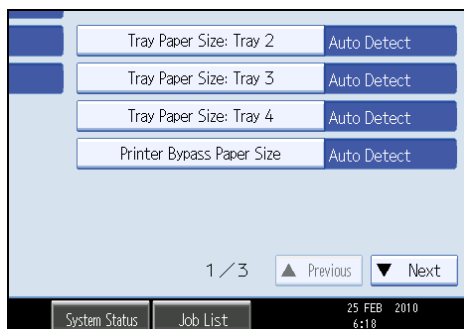 Tray Paper Size: Tray 2 Auto Detect
Tray Paper Size: Tray 3 Auto Detect
Tray Paper Size: Tray 4 Auto Detect
Printer Bypass Paper Size Auto Detect
1/3 ▲ Previous ▼ Next
System Status Job List 25 FEB 2010
6:18